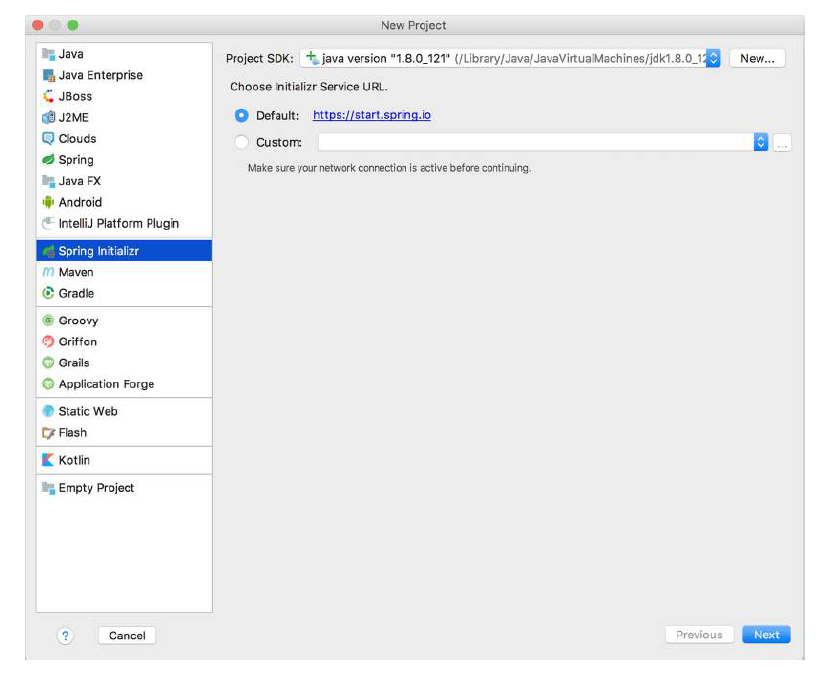 New Project
Java
Java Enterprise
JBoss
J2ME
Clouds
Spring
Java FX
Android
IntelliJ Platform Plugin
Spring Initializr
Maven
Gradle
Groovy
Griffon
Grails
Application Forge
Static Web
Flash
Kotlin
Empty Project
Project SDK: java version "1.8.0_121" (/Library/Java/JavaVirtualMachines/jdk1.8.0_12 New...
Choose Initializr Service URL.
Default: https://start.spring.io
Custom: ...
Make sure your network connection is active before continuing.
? Cancel Previous Next